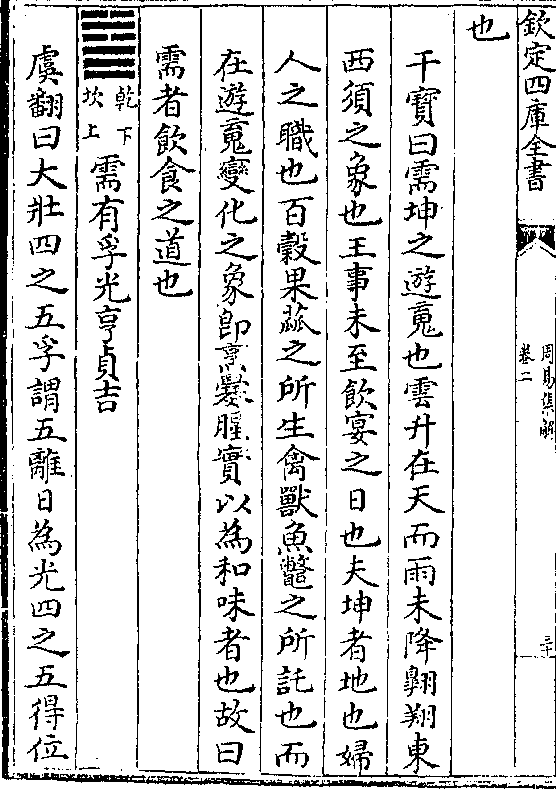 欽定四庫全書
周易集解
卷二
三十
也
干寶曰需坤之遊䰟也雲升在天而雨未降翺翔東
西須之象也王事未至飲宴之日也夫坤者地也婦
人之職也百糓果蓏之所生禽獸魚鼈之所託也而
在遊䰟變化之象即烹爨腥實以為和味者也故曰
需者飲食之道也
乾下
坎上
需有孚光亨貞吉
虞翻曰大壯四之五孚謂五離日為光四之五得位